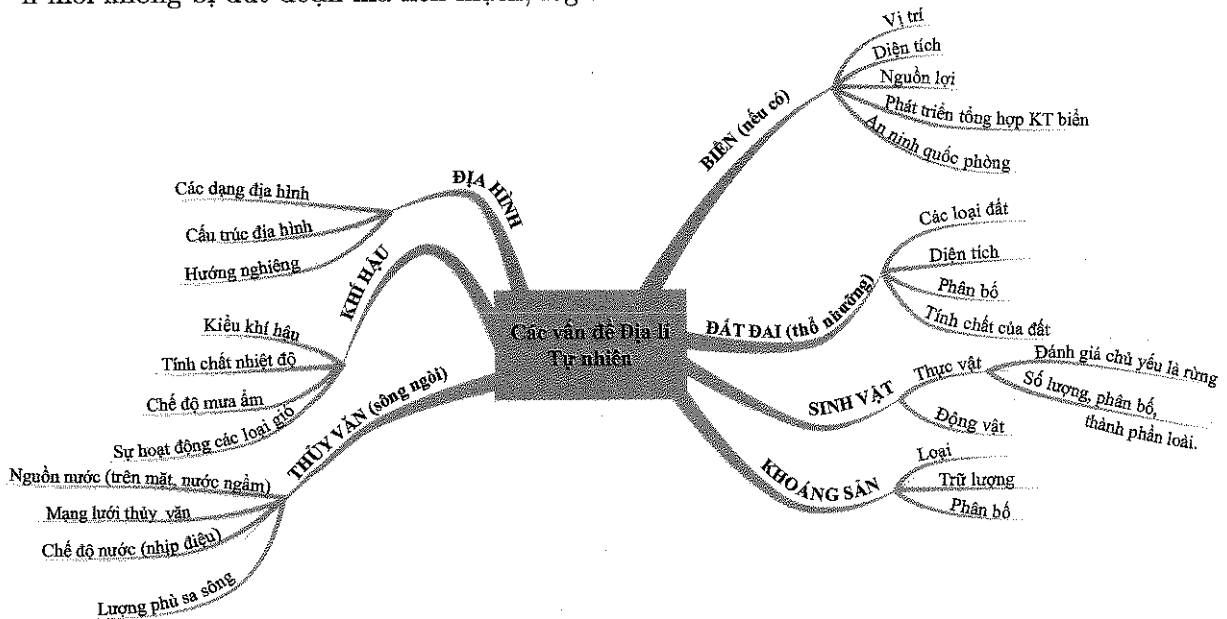 không bị đứt đoạn mà
Các vấn đề Địa lí
Tự nhiên
ĐỊA HÌNH
Các dạng địa hình
Cấu trúc địa hình
Hướng nghiêng
KHÍ HẬU
Kiểu khí hậu
Tính chất nhiệt độ
Chế độ mưa ẩm
Sự hoạt động các loại gió
THỦY VĂN (sông ngòi)
Nguồn nước (trên mặt, nước ngầm)
Mạng lưới thủy văn
Chế độ nước (nhịp điệu)
Lượng phù sa sông
BIỂN (nếu có)
Vị trí
Diện tích
Nguồn lợi
Phát triển tổng hợp KT biển
An ninh quốc phòng
ĐẤT ĐAI (thổ nhưỡng)
Các loại đất
Diện tích
Phân bố
Tính chất của đất
SINH VẬT
Thực vật
Đánh giá chủ yếu là rừng
Số lượng, phân bố,
thành phần loài.
Động vật
KHOÁNG SẢN
Loại
Trữ lượng
Phân bố